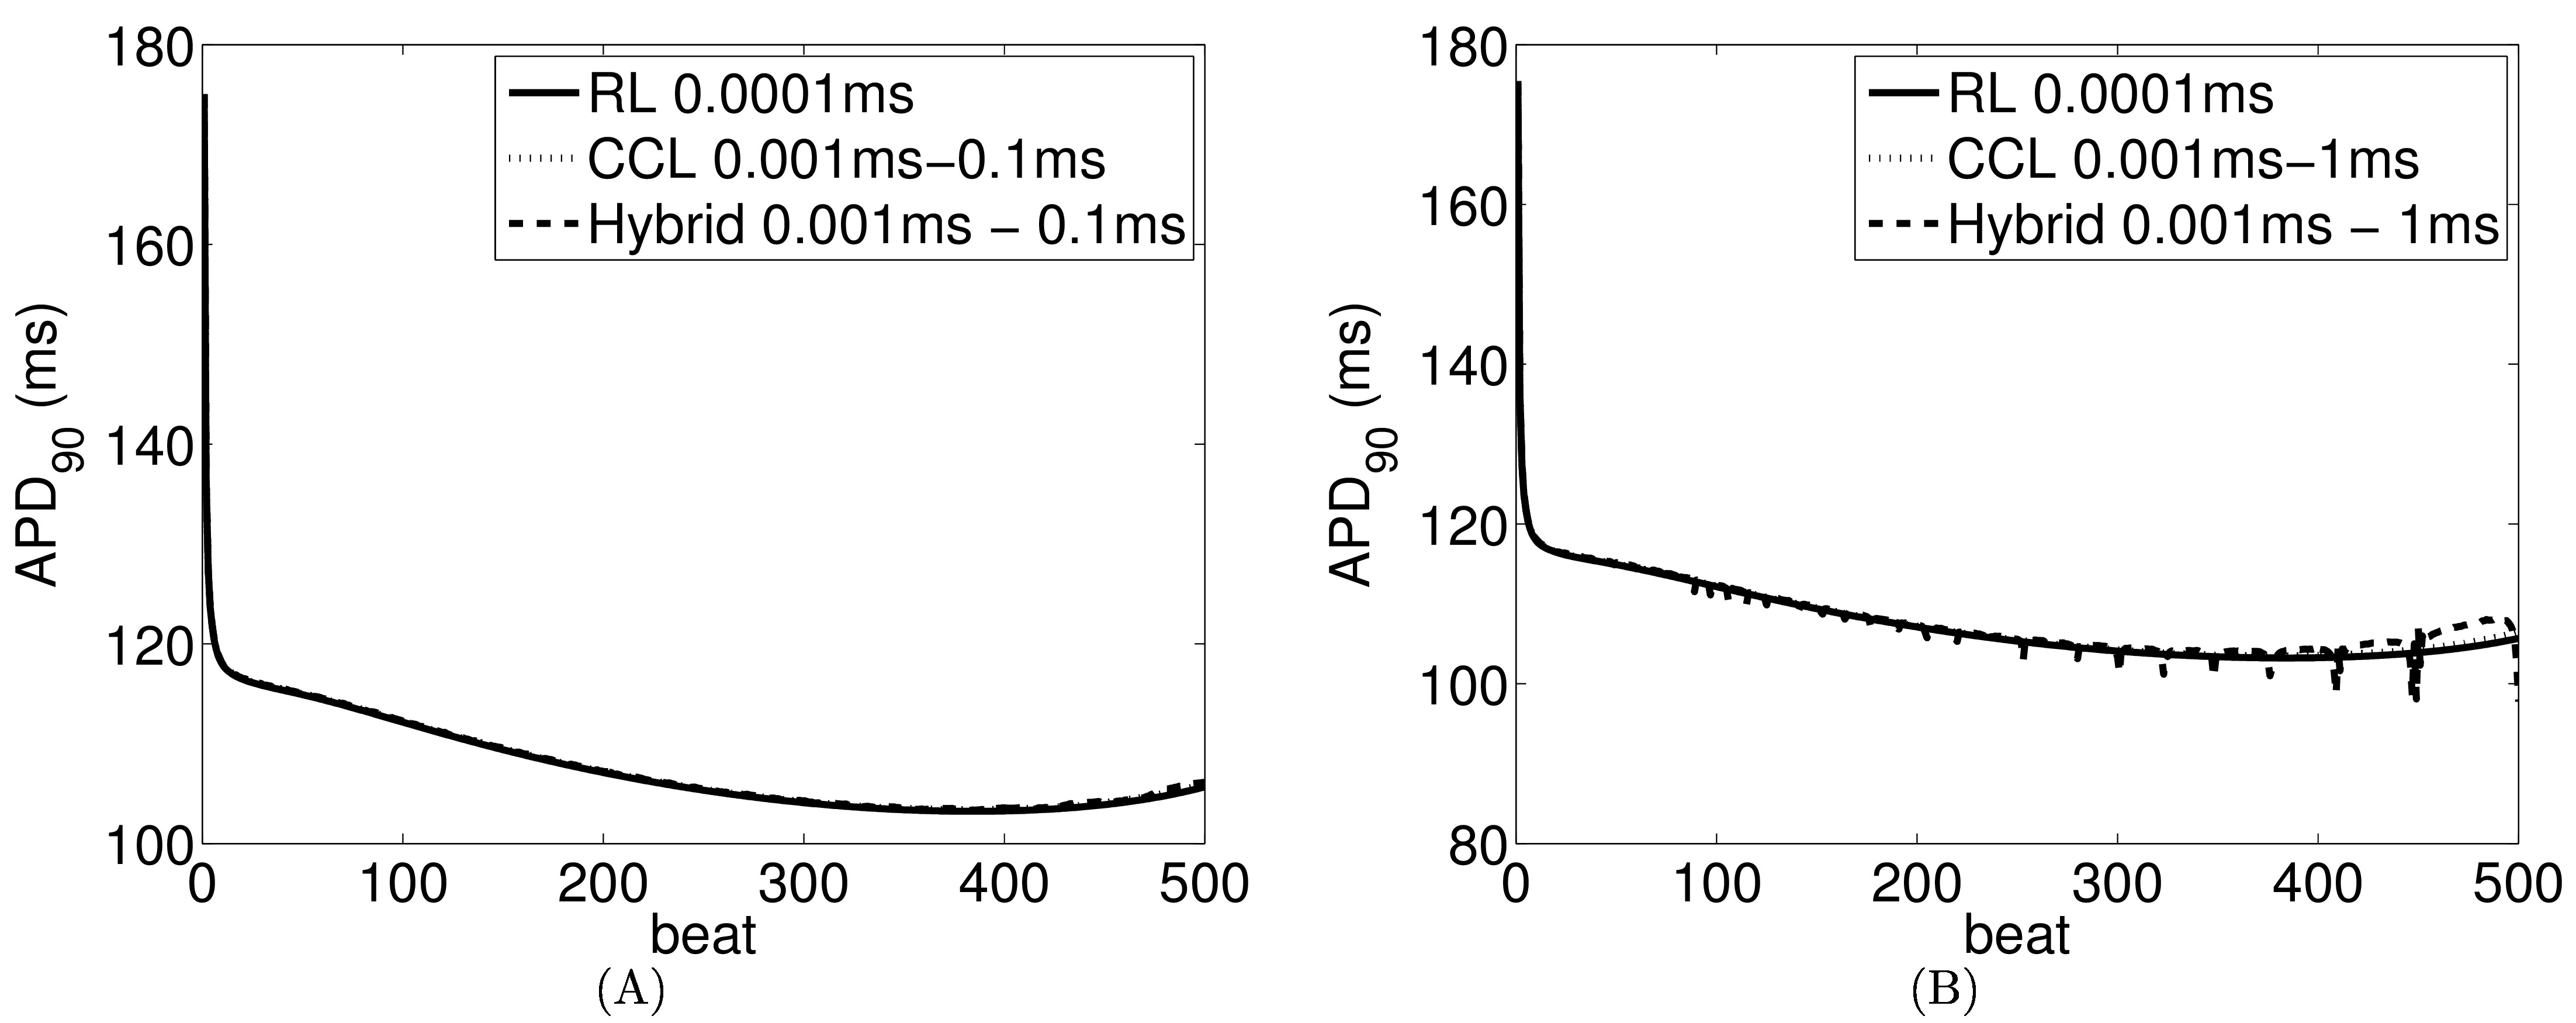 180
160
140
120
100
0 100 200 300 400 500
APD90 (ms)
beat
RL 0.0001ms
CCL 0.001ms–0.1ms
Hybrid 0.001ms – 0.1ms
(A)
180
160
140
120
100
80
0 100 200 300 400 500
APD90 (ms)
beat
RL 0.0001ms
CCL 0.001ms–1ms
Hybrid 0.001ms – 1ms
(B)